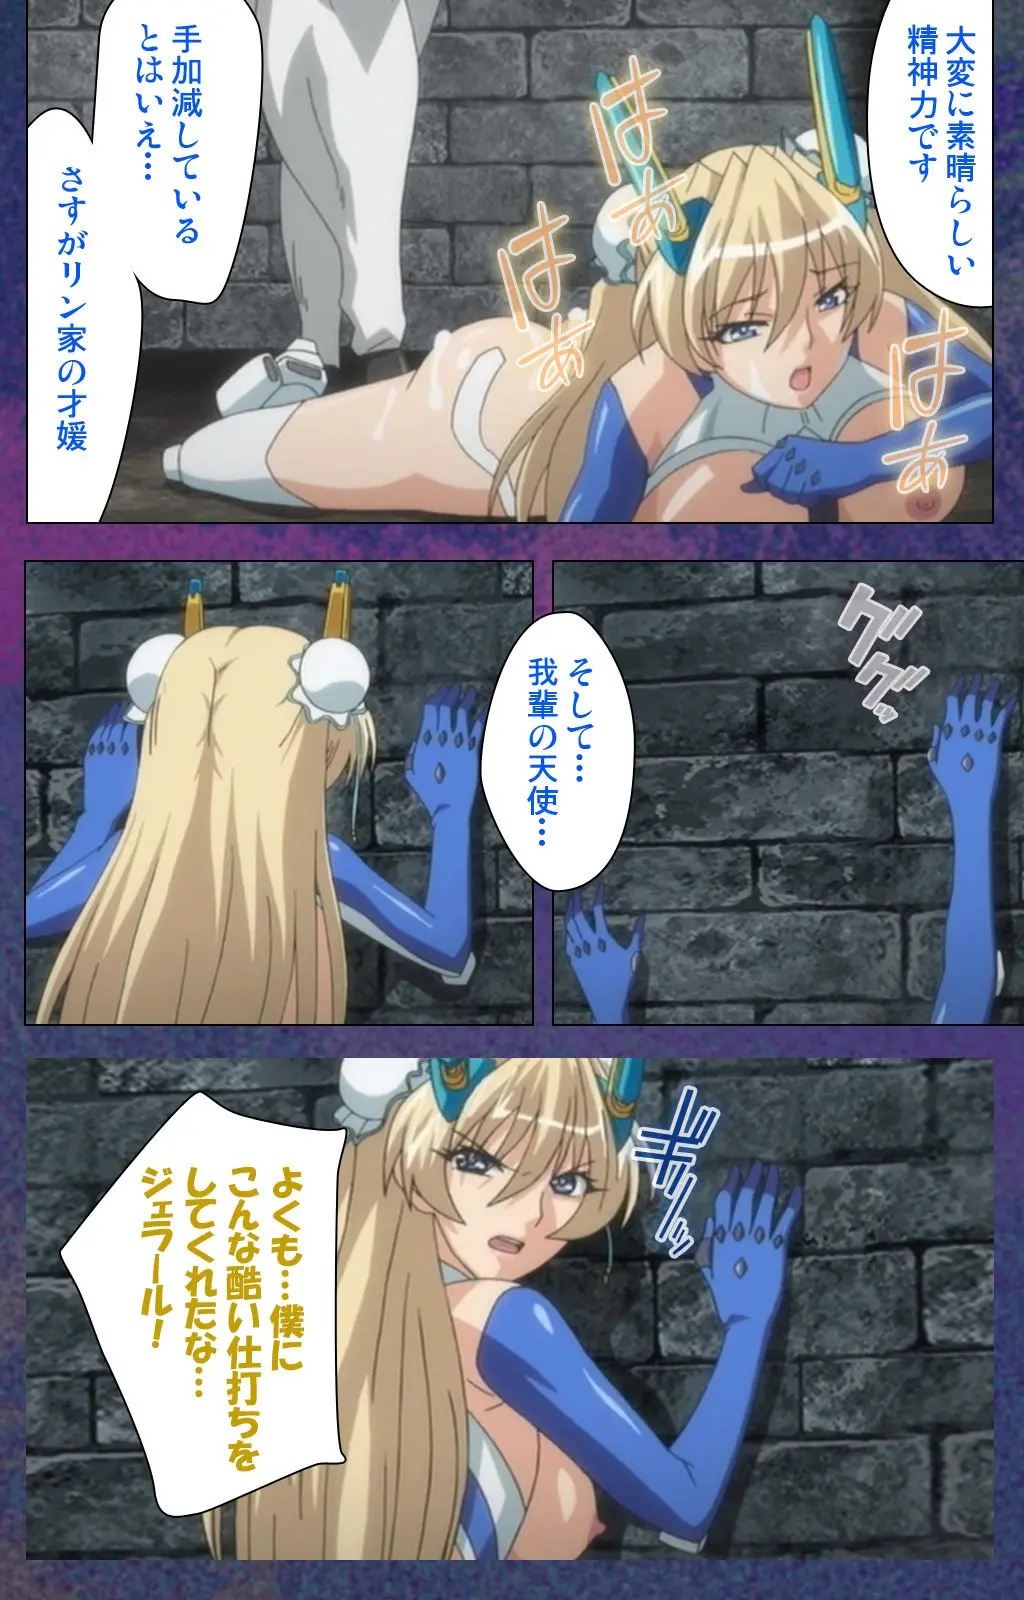 大変に素晴らしい
精神力です
手加減している
とはいえ…
さすがリン家の才媛
はぁ
はぁ
はぁ
ググッ
そして…
我輩の天使…
ギリッ
よくも…僕に
こんな酷い仕打ちを
してくれたな…
ジェラール！